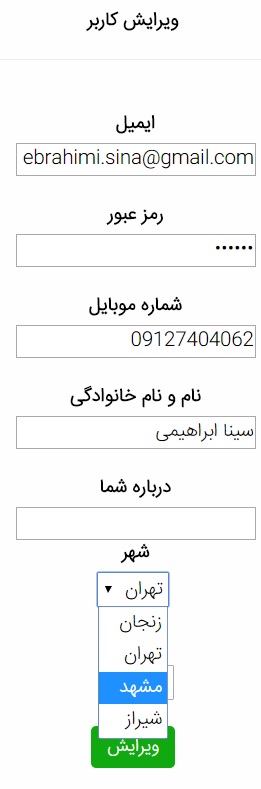 ویرایش کاربر
ایمیل
ebrahimi.sina@gmail.com
رمز عبور
••••••
شماره موبایل
09127404062
نام و نام خانوادگی
سینا ابراهیمی
درباره شما
شهر
تهران
زنجان
تهران
مشهد
شیراز
ویرایش